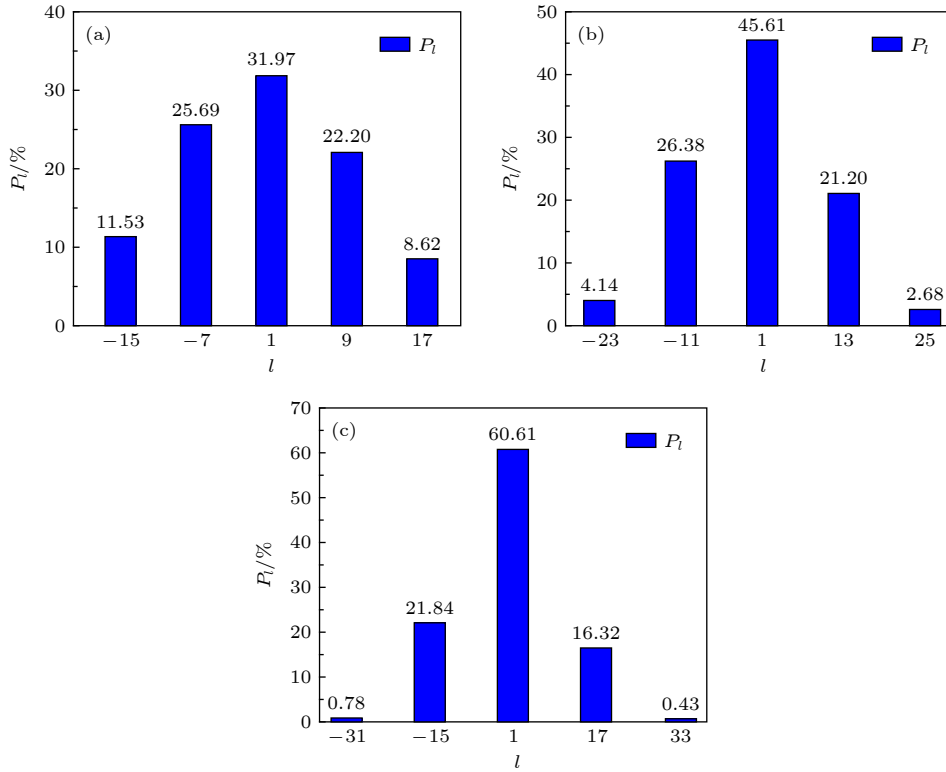 (a)
P_l
40
30
20
10
0
P_l/%
11.53
25.69
31.97
22.20
8.62
−15 −7 1 9 17
l
(b)
P_l
50
40
30
20
10
0
P_l/%
4.14
26.38
45.61
21.20
2.68
−23 −11 1 13 25
l
(c)
P_l
70
60
50
40
30
20
10
0
P_l/%
0.78
21.84
60.61
16.32
0.43
−31 −15 1 17 33
l